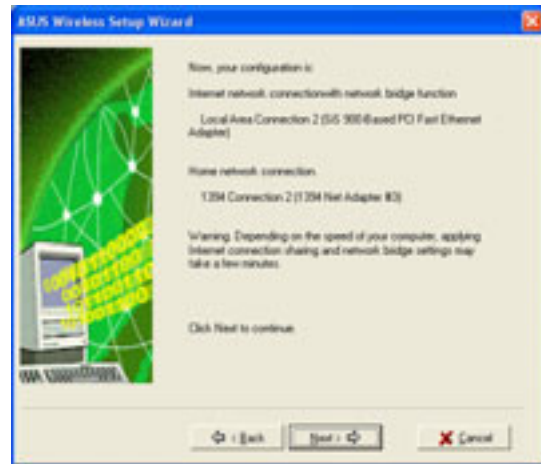 ASUS Wireless Setup Wizard
Now, your configuration is:
Internet network connectionwith network bridge function
Local Area Connection 2 (SiS 900-Based PCI Fast Ethernet
Adapter)
Home network connection.
1394 Connection 2 (1394 Net Adapter #3)
Warning: Depending on the speed of your computer, applying
Internet connection sharing and network bridge settings may
take a few minutes.
Click Next to continue.
< Back
Next >
Cancel